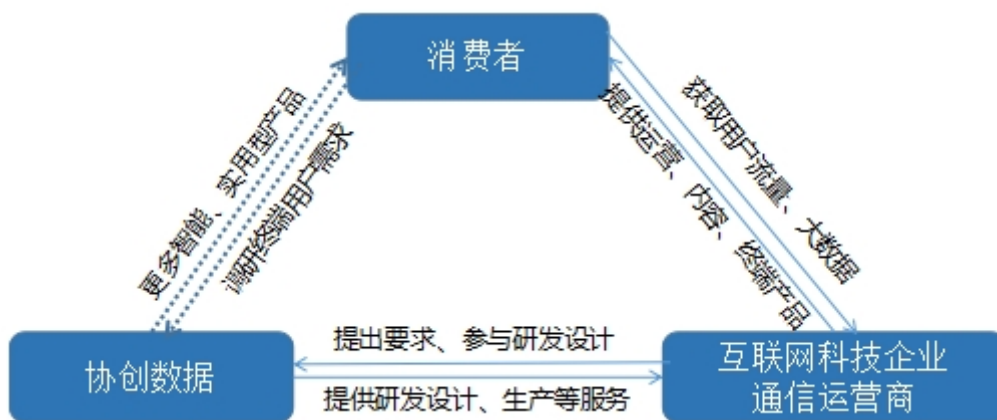 消费者
更多智能、实用型产品
调研终端用户需求
提供运营、内容、终端产品
获取用户流量、大数据
提出要求、参与研发设计
协创数据
互联网科技企业
通信运营商
提供研发设计、生产等服务